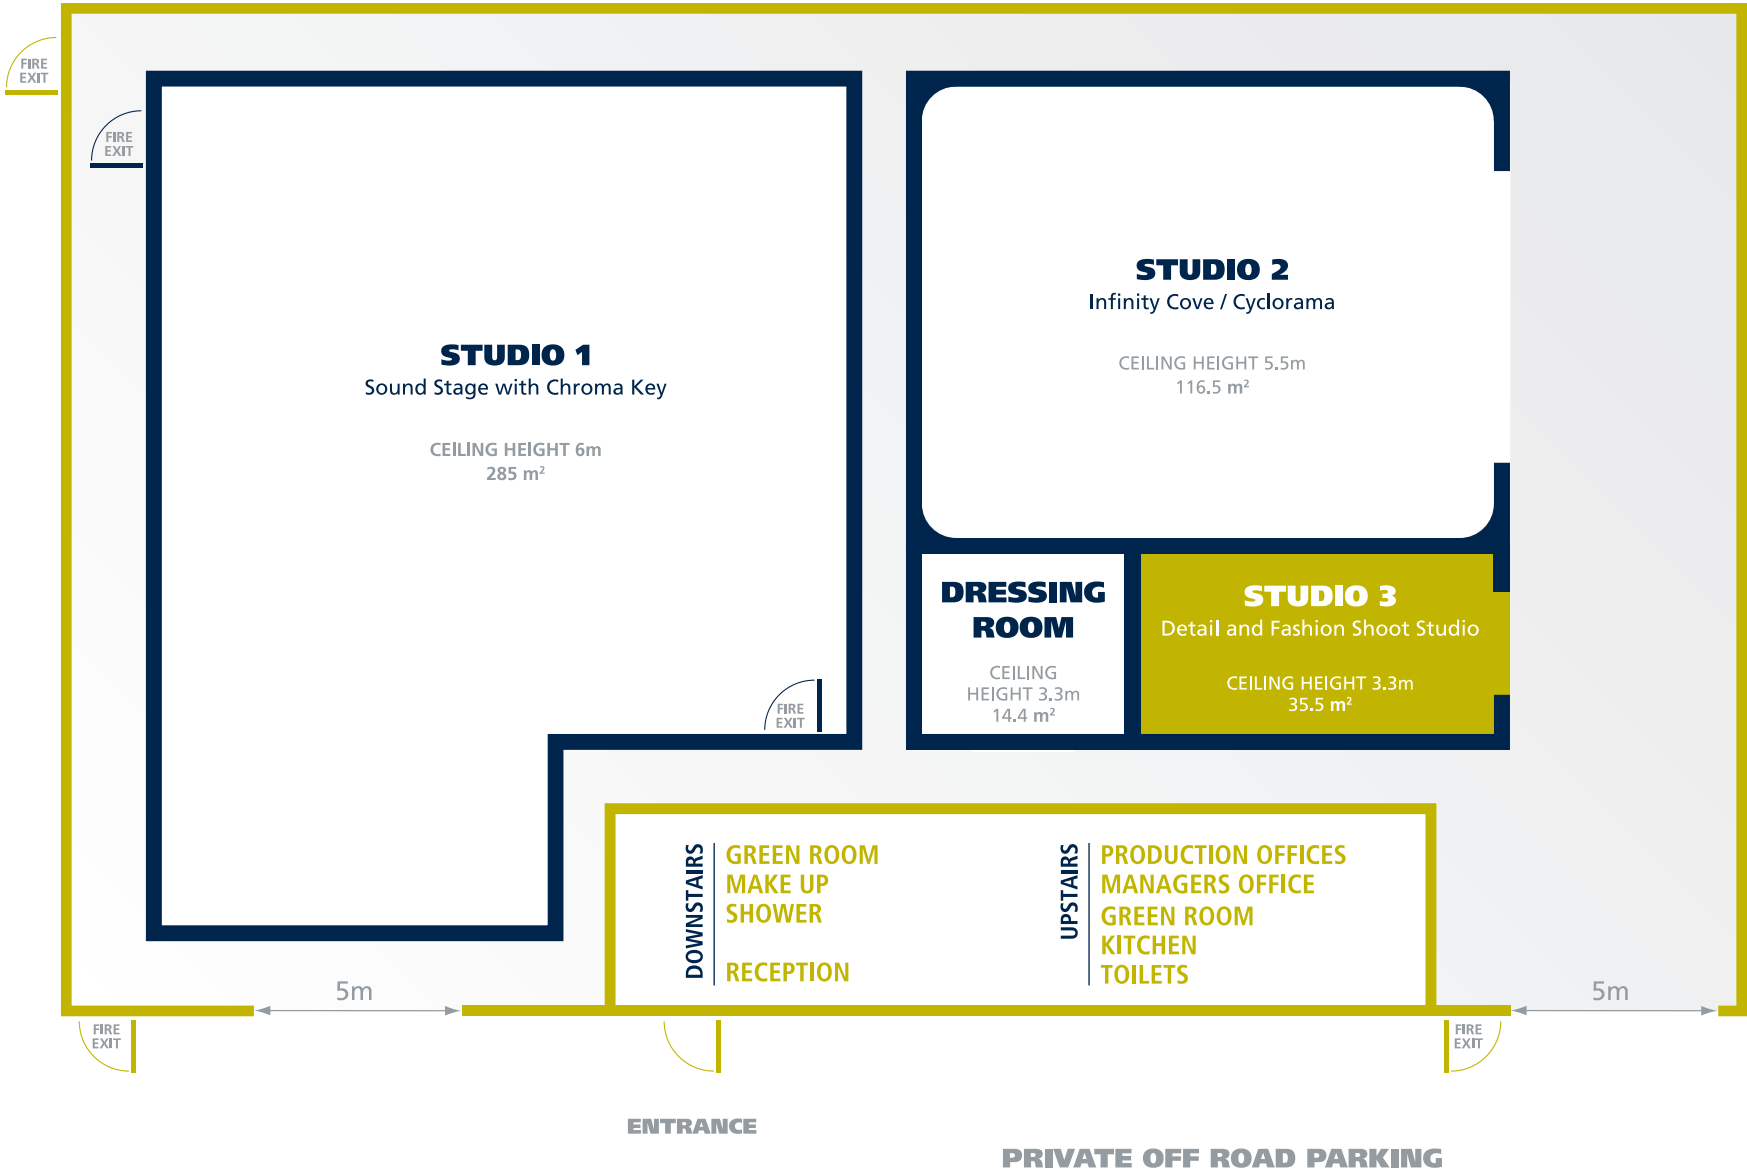 FIRE
EXIT
FIRE
EXIT
STUDIO 1
Sound Stage with Chroma Key
CEILING HEIGHT 6m
285 m²
FIRE
EXIT
STUDIO 2
Infinity Cove / Cyclorama
CEILING HEIGHT 5.5m
116.5 m²
DRESSING
ROOM
CEILING
HEIGHT 3.3m
14.4 m²
STUDIO 3
Detail and Fashion Shoot Studio
CEILING HEIGHT 3.3m
35.5 m²
DOWNSTAIRS
GREEN ROOM
MAKE UP
SHOWER
RECEPTION
UPSTAIRS
PRODUCTION OFFICES
MANAGERS OFFICE
GREEN ROOM
KITCHEN
TOILETS
5m
5m
FIRE
EXIT
FIRE
EXIT
ENTRANCE
PRIVATE OFF ROAD PARKING